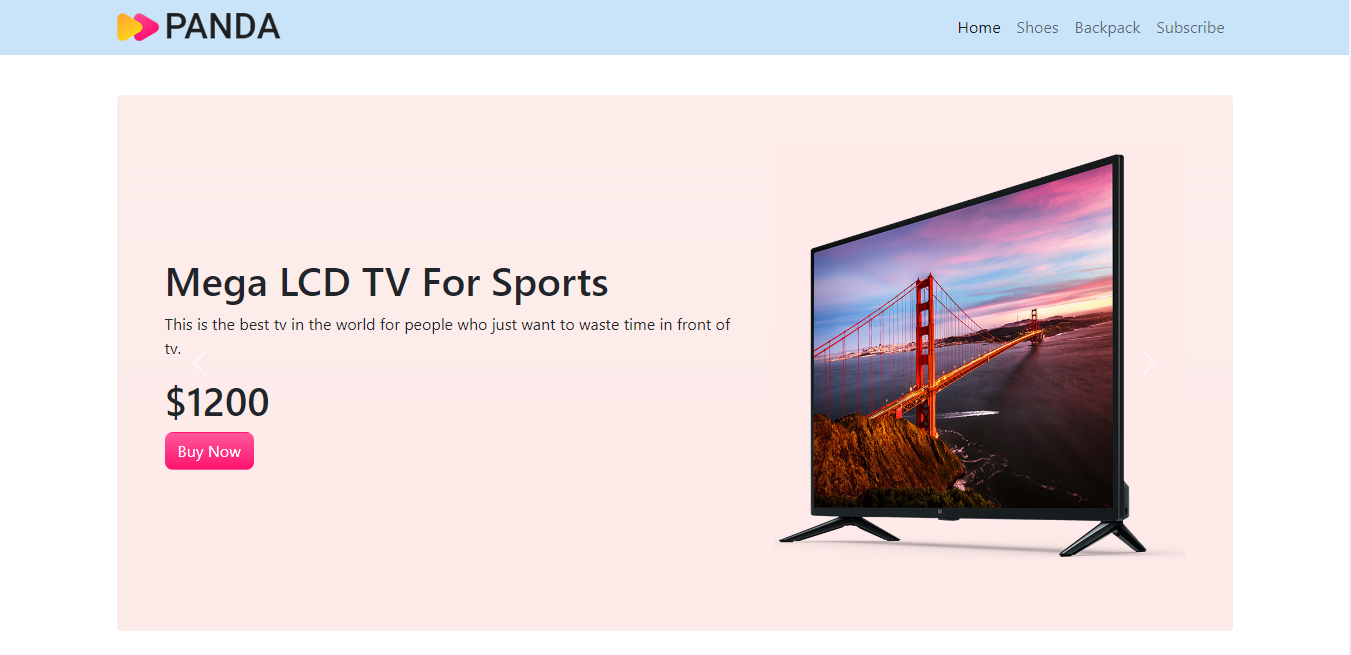 PANDA
Home Shoes Backpack Subscribe
Mega LCD TV For Sports
This is the best tv in the world for people who just want to waste time in front of
tv.
$1200
Buy Now